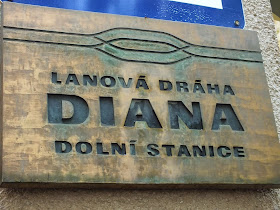 LANOVÁ DRÁHA
DIANA
DOLNÍ STANICE